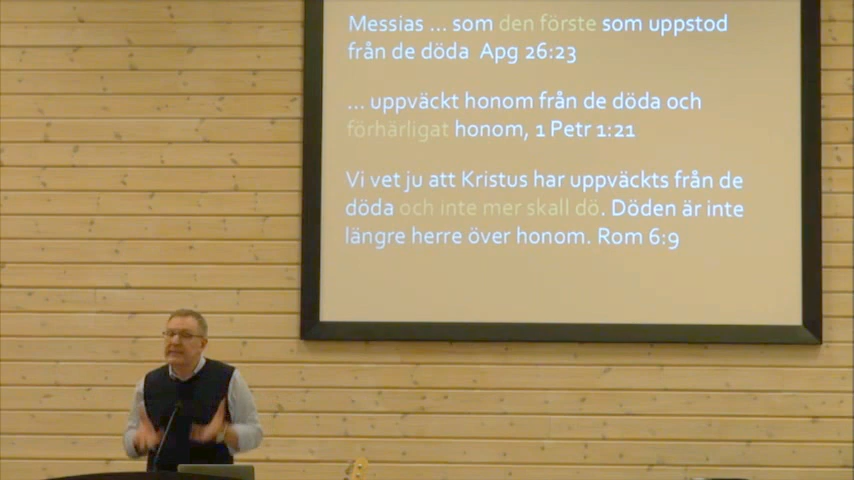 Messias ... som den förste som uppstod
från de döda Apg 26:23
... uppväckt honom från de döda och
förhärligat honom, 1 Petr 1:21
Vi vet ju att Kristus har uppväckts från de
döda och inte mer skall dö. Döden är inte
längre herre över honom. Rom 6:9